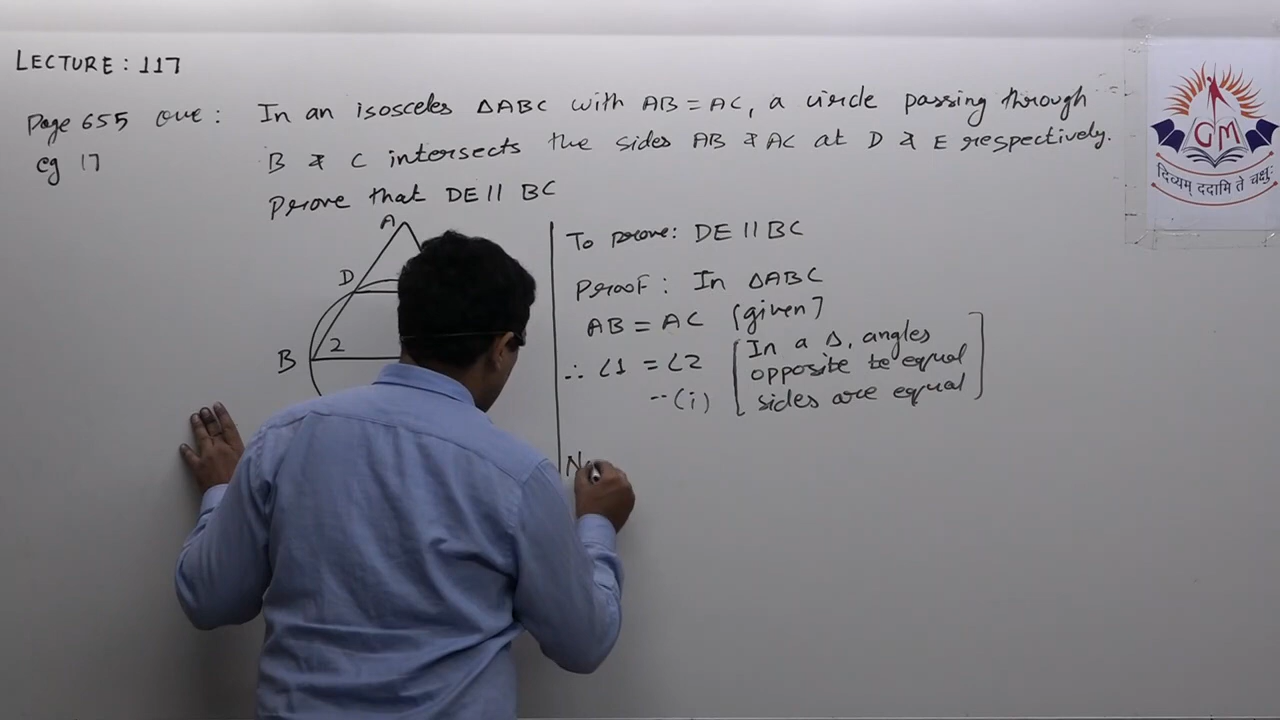 LECTURE : 117
Page 655 Que : In an isosceles ΔABC with AB = AC, a circle passing through
eg 17 B & C intersects the sides AB & AC at D & E respectively.
Prove that DE || BC
A
D
B 2
To prove: DE || BC
Proof : In ΔABC
AB = AC (given)
∴ ∠1 = ∠2 [In a Δ, angles
opposite to equal
--(i) sides are equal]
N
GM
दिव्यम् ददामि ते चक्षुः